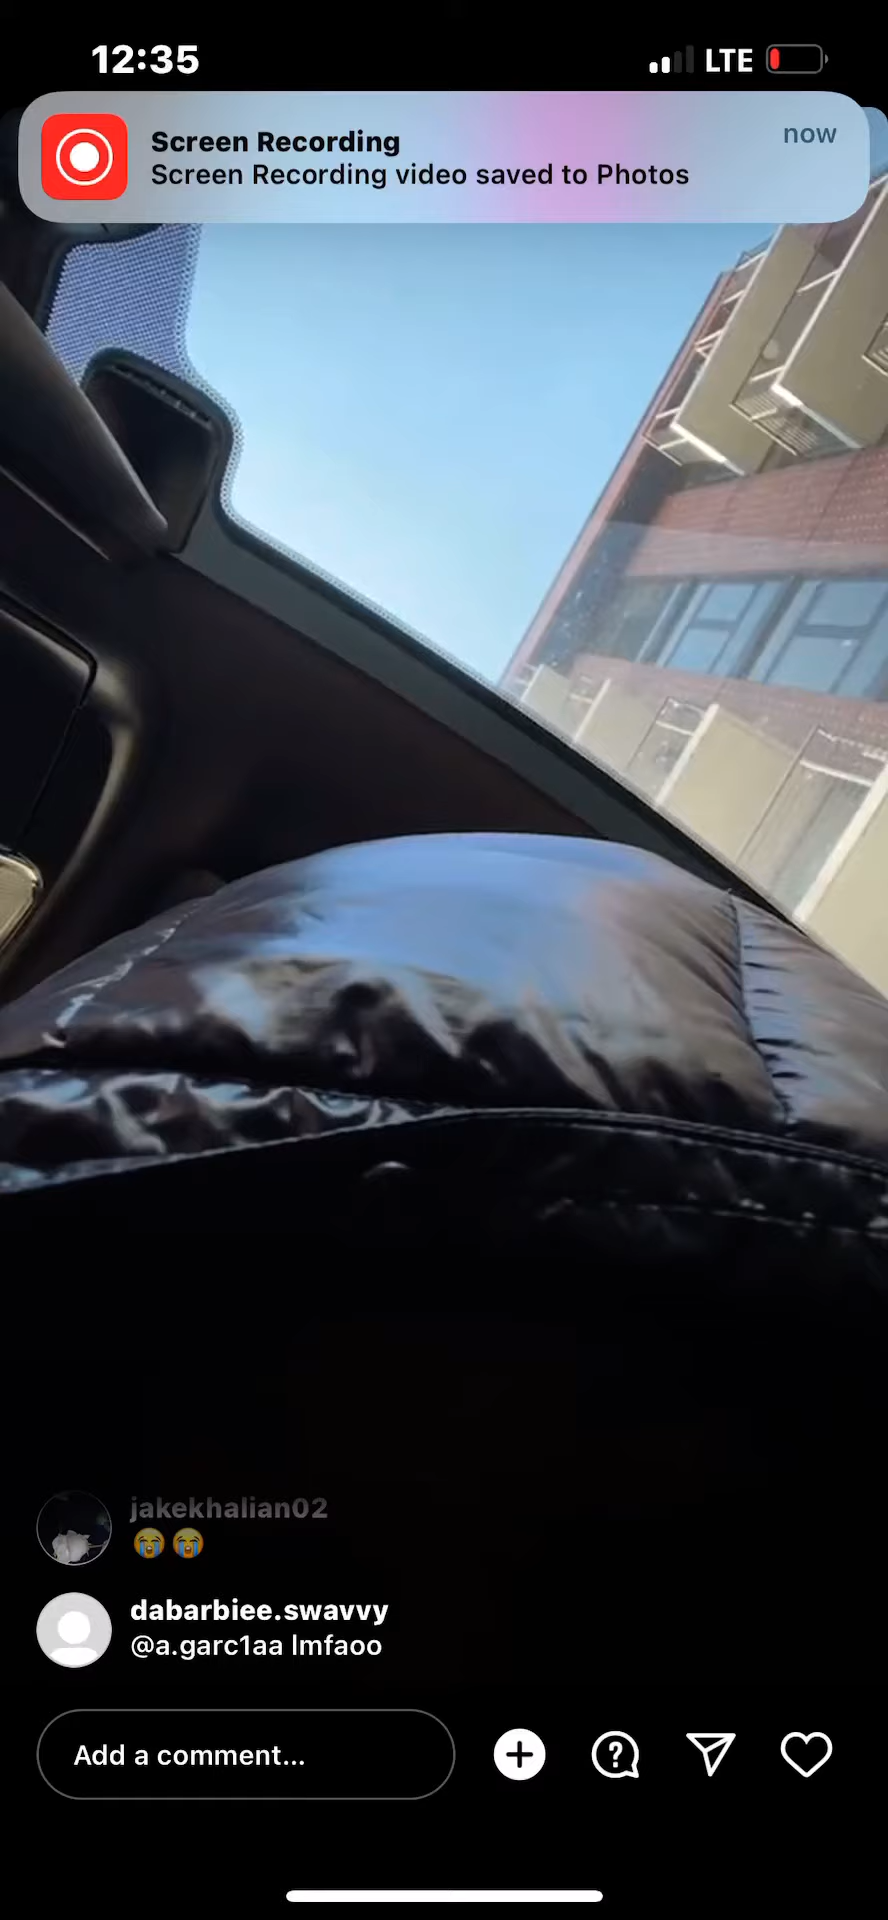 12:35
LTE
Screen Recording
now
Screen Recording video saved to Photos
jakekhalian02
😭😭
dabarbiee.swavvy
@a.garc1aa lmfaoo
Add a comment...